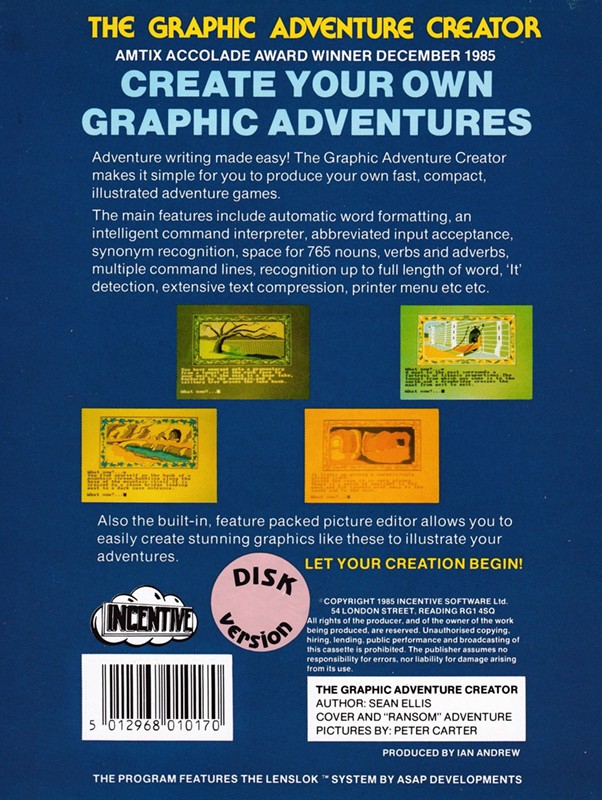 THE GRAPHIC ADVENTURE CREATOR
AMTIX ACCOLADE AWARD WINNER DECEMBER 1985
CREATE YOUR OWN
GRAPHIC ADVENTURES
Adventure writing made easy! The Graphic Adventure Creator
makes it simple for you to produce your own fast, compact,
illustrated adventure games.
The main features include automatic word formatting, an
intelligent command interpreter, abbreviated input acceptance,
synonym recognition, space for 765 nouns, verbs and adverbs,
multiple command lines, recognition up to full length of word, 'It'
detection, extensive text compression, printer menu etc etc.
What now?...
What now?...
What now?...
What now?...
Also the built-in, feature packed picture editor allows you to
easily create stunning graphics like these to illustrate your
adventures.
LET YOUR CREATION BEGIN!
DISK
version
INCENTIVE
©COPYRIGHT 1985 INCENTIVE SOFTWARE Ltd.
54 LONDON STREET, READING RG1 4SQ
All rights of the producer, and of the owner of the work
being produced, are reserved. Unauthorised copying,
hiring, lending, public performance and broadcasting of
this cassette is prohibited. The publisher assumes no
responsibility for errors, nor liability for damage arising
from its use.
5 012968 010170
THE GRAPHIC ADVENTURE CREATOR
AUTHOR: SEAN ELLIS
COVER AND "RANSOM" ADVENTURE
PICTURES BY: PETER CARTER
PRODUCED BY IAN ANDREW
THE PROGRAM FEATURES THE LENSLOK ™ SYSTEM BY ASAP DEVELOPMENTS